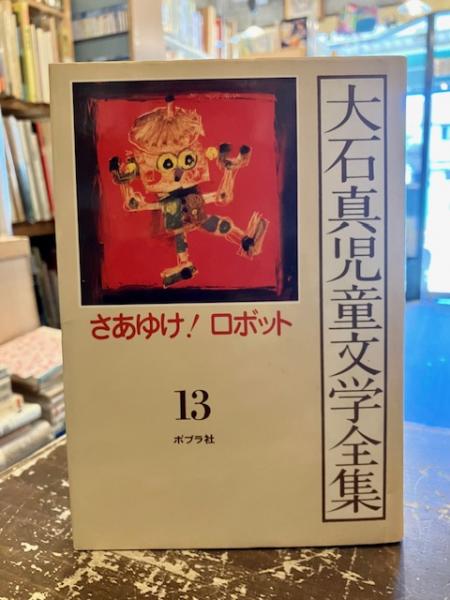 大石真児童文学全集
さあゆけ!ロボット
13
ポプラ社